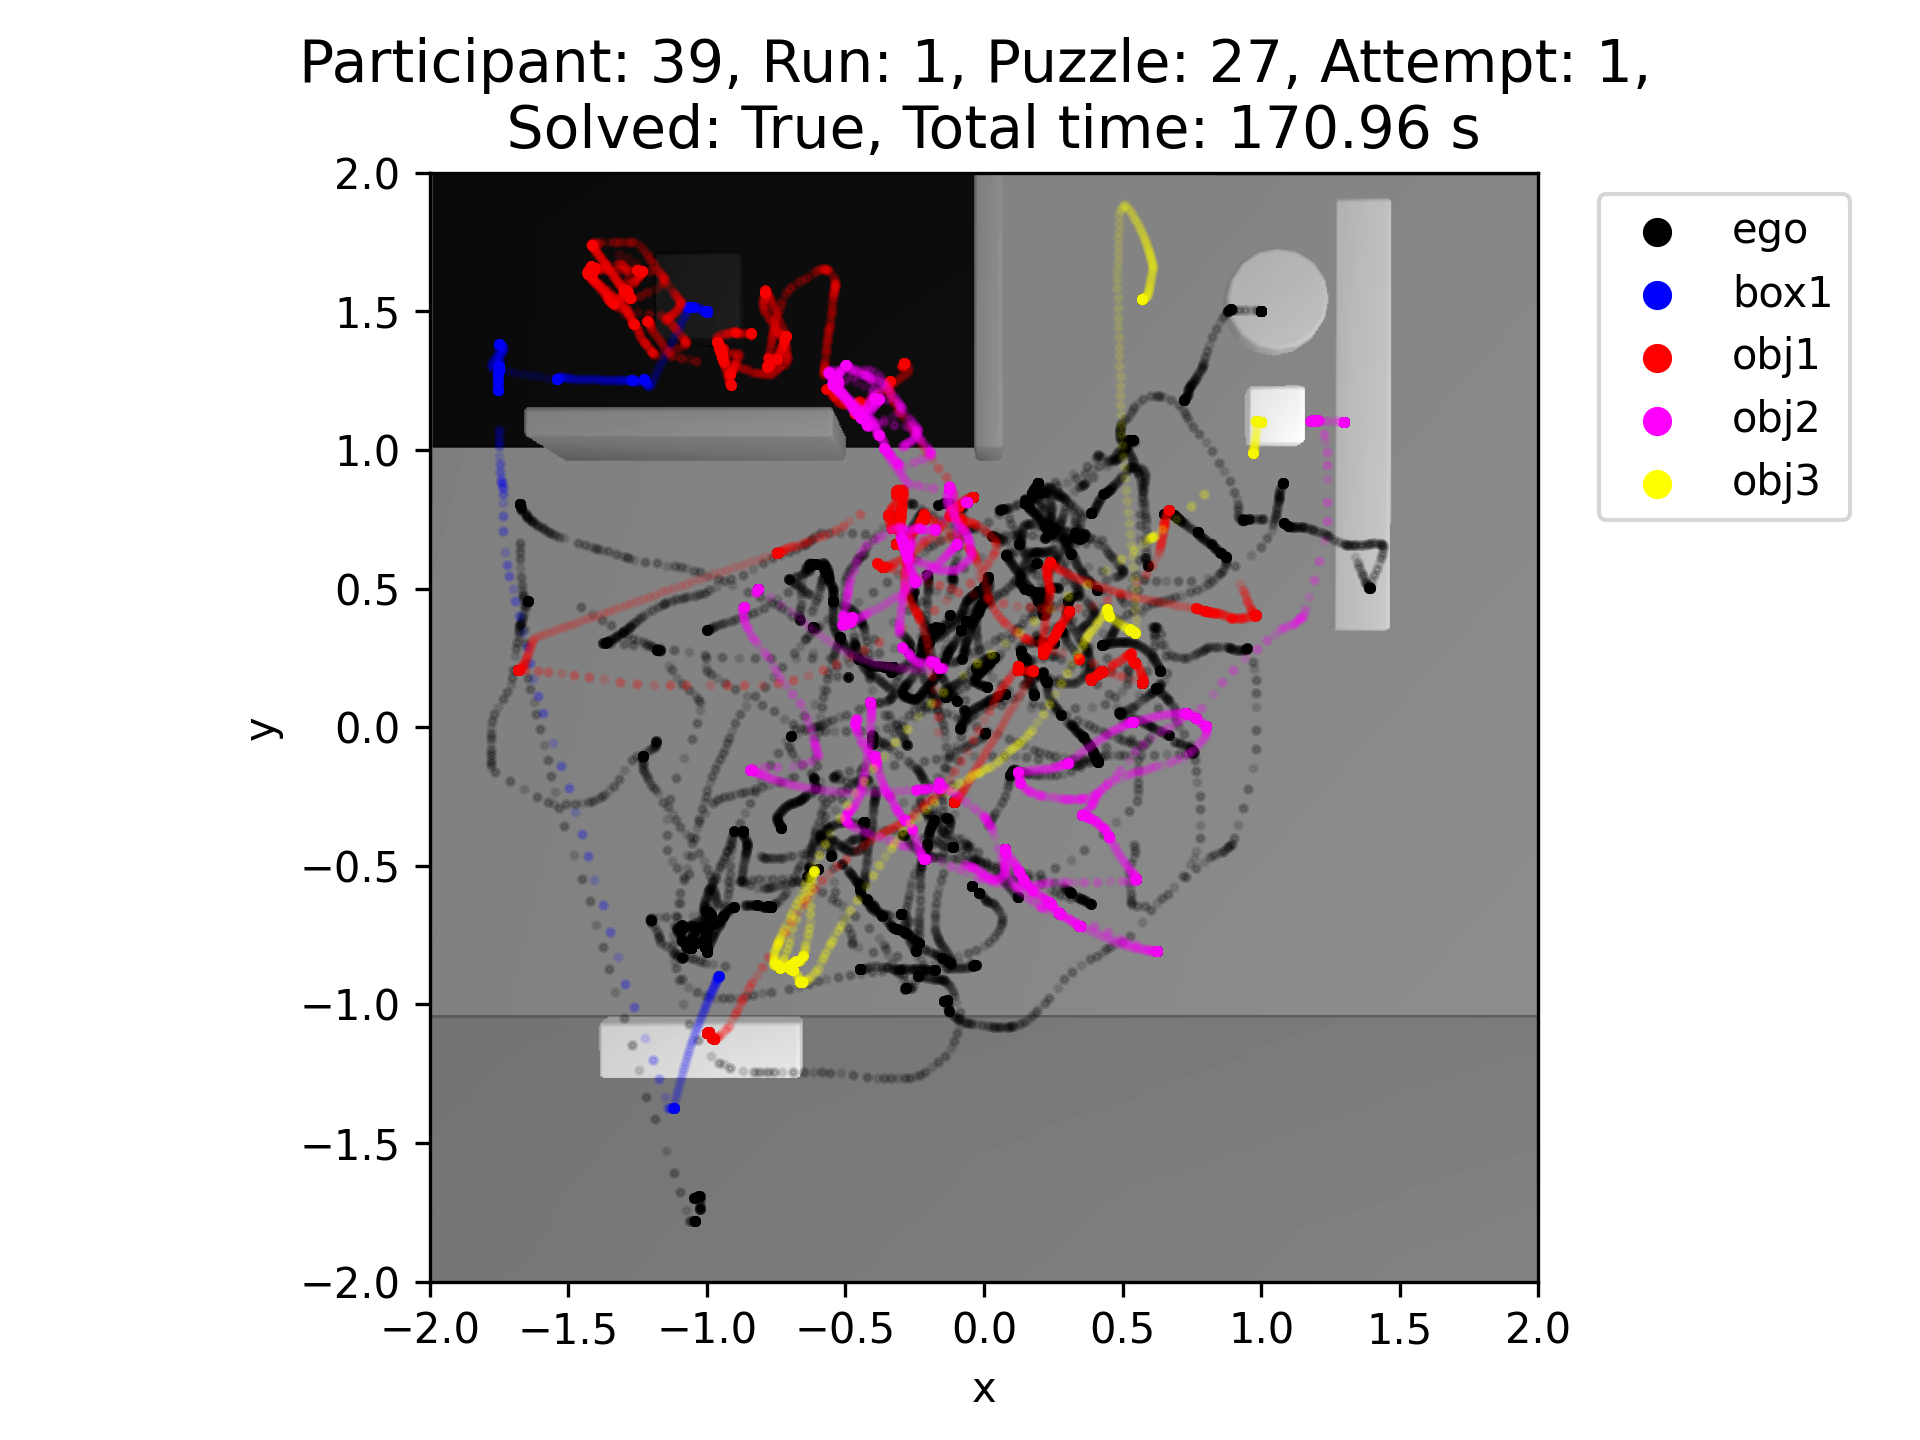 Participant: 39, Run: 1, Puzzle: 27, Attempt: 1,
Solved: True, Total time: 170.96 s
2.0
1.5
1.0
0.5
0.0
−0.5
−1.0
−1.5
−2.0
y
−2.0 −1.5 −1.0 −0.5 0.0 0.5 1.0 1.5 2.0
x
ego
box1
obj1
obj2
obj3